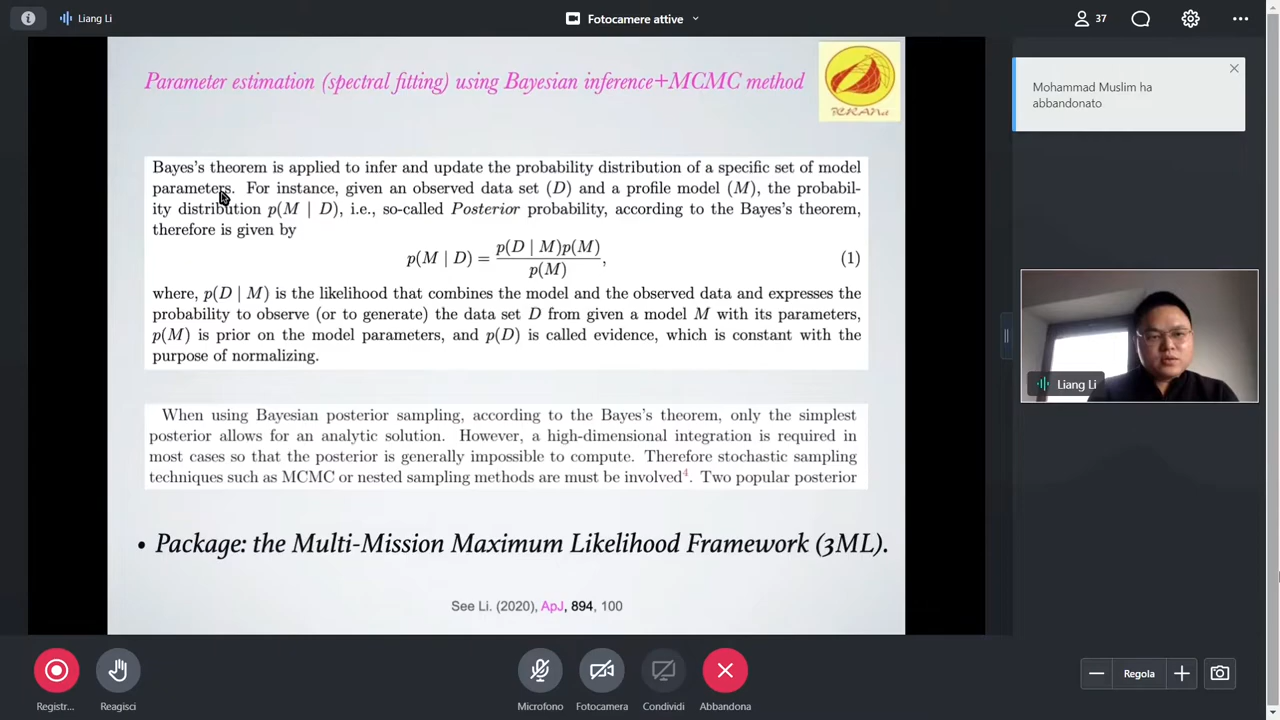 Liang Li
Fotocamere attive
37
Parameter estimation (spectral fitting) using Bayesian inference+MCMC method
ICRANet
Mohammad Muslim ha
abbandonato
Bayes's theorem is applied to infer and update the probability distribution of a specific set of model
parameters. For instance, given an observed data set (D) and a profile model (M), the probabil-
ity distribution p(M | D), i.e., so-called Posterior probability, according to the Bayes's theorem,
therefore is given by
p(M | D) = p(D | M)p(M) / p(M), (1)
where, p(D | M) is the likelihood that combines the model and the observed data and expresses the
probability to observe (or to generate) the data set D from given a model M with its parameters,
p(M) is prior on the model parameters, and p(D) is called evidence, which is constant with the
purpose of normalizing.
Liang Li
When using Bayesian posterior sampling, according to the Bayes's theorem, only the simplest
posterior allows for an analytic solution. However, a high-dimensional integration is required in
most cases so that the posterior is generally impossible to compute. Therefore stochastic sampling
techniques such as MCMC or nested sampling methods are must be involved4. Two popular posterior
• Package: the Multi-Mission Maximum Likelihood Framework (3ML).
See Li. (2020), ApJ, 894, 100
Registr...
Reagisci
Microfono
Fotocamera
Condividi
Abbandona
Regola